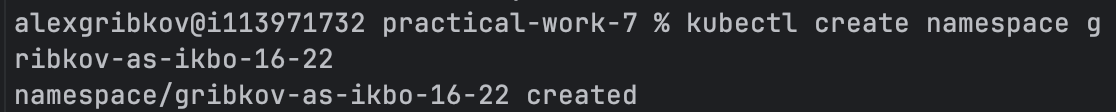 alexgribkov@i113971732 practical-work-7 % kubectl create namespace g
ribkov-as-ikbo-16-22
namespace/gribkov-as-ikbo-16-22 created